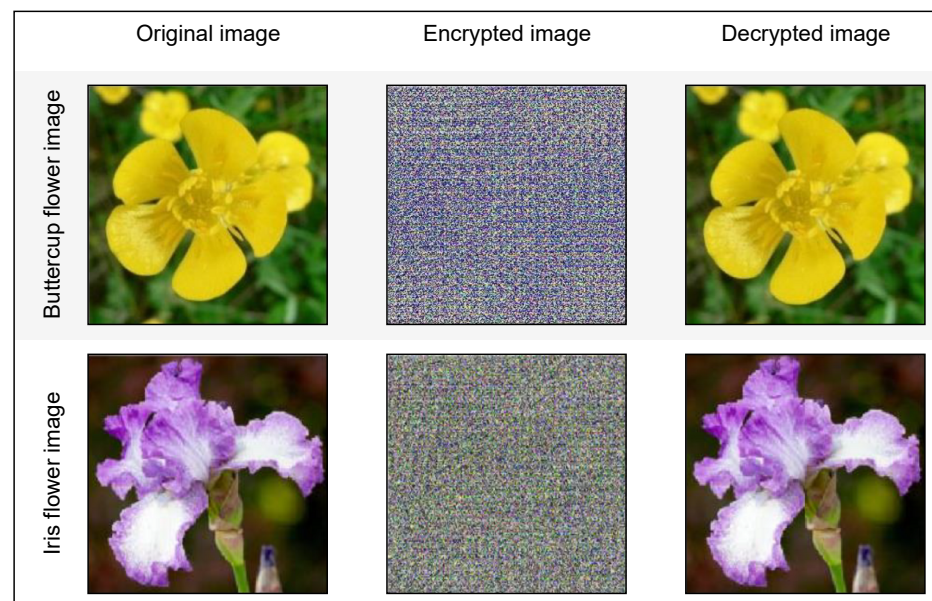 Original image
Encrypted image
Decrypted image
Buttercup flower image
Iris flower image